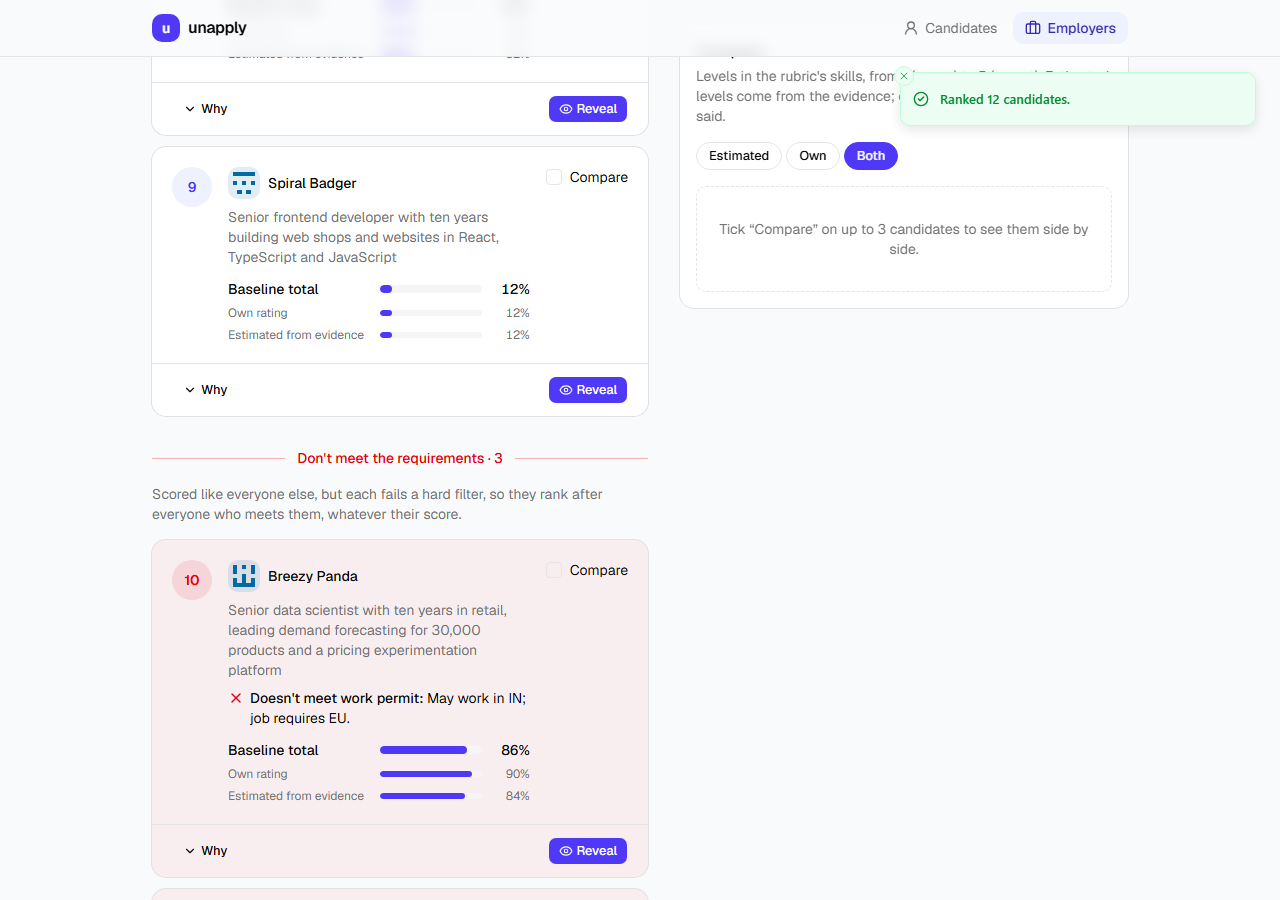 u unapply
Candidates
Employers
Levels in the rubric's skills, from
levels come from the evidence;
said.
Ranked 12 candidates.
Estimated
Own
Both
Tick “Compare” on up to 3 candidates to see them side by
side.
Why
Reveal
9
Spiral Badger
Compare
Senior frontend developer with ten years
building web shops and websites in React,
TypeScript and JavaScript
Baseline total 12%
Own rating 12%
Estimated from evidence 12%
Why
Reveal
Don't meet the requirements · 3
Scored like everyone else, but each fails a hard filter, so they rank after
everyone who meets them, whatever their score.
10
Breezy Panda
Compare
Senior data scientist with ten years in retail,
leading demand forecasting for 30,000
products and a pricing experimentation
platform
Doesn't meet work permit: May work in IN;
job requires EU.
Baseline total 86%
Own rating 90%
Estimated from evidence 84%
Why
Reveal